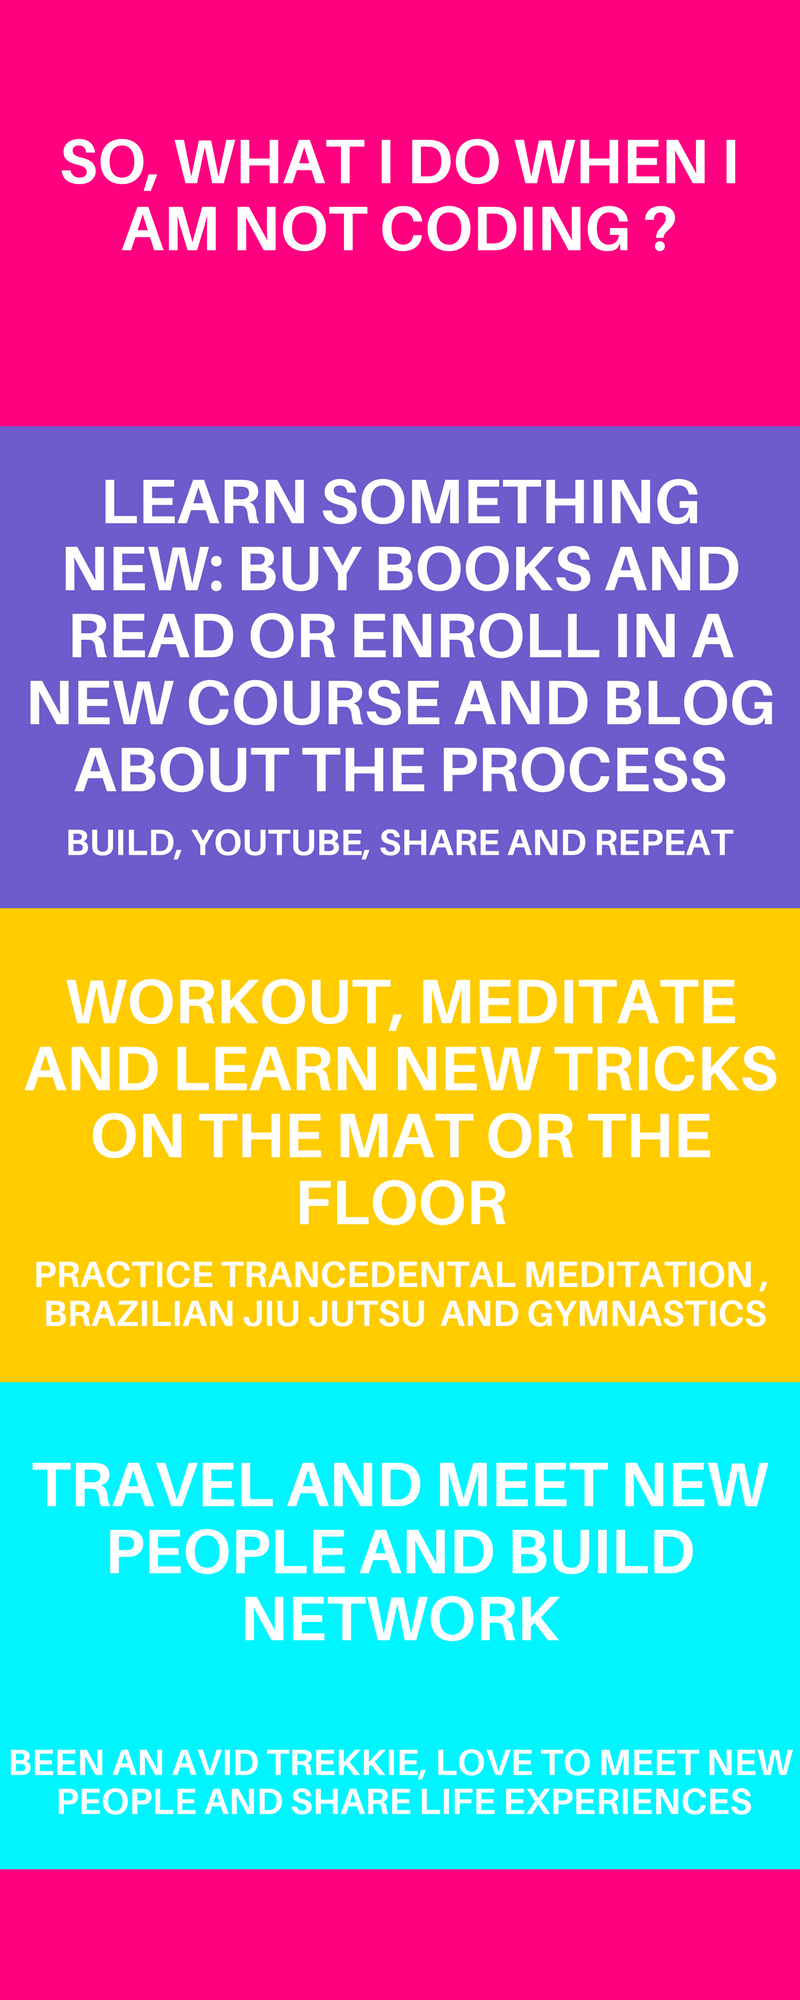 SO, WHAT I DO WHEN I
AM NOT CODING ?
LEARN SOMETHING
NEW: BUY BOOKS AND
READ OR ENROLL IN A
NEW COURSE AND BLOG
ABOUT THE PROCESS
BUILD, YOUTUBE, SHARE AND REPEAT
WORKOUT, MEDITATE
AND LEARN NEW TRICKS
ON THE MAT OR THE
FLOOR
PRACTICE TRANCEDENTAL MEDITATION ,
BRAZILIAN JIU JUTSU AND GYMNASTICS
TRAVEL AND MEET NEW
PEOPLE AND BUILD
NETWORK
BEEN AN AVID TREKKIE, LOVE TO MEET NEW
PEOPLE AND SHARE LIFE EXPERIENCES